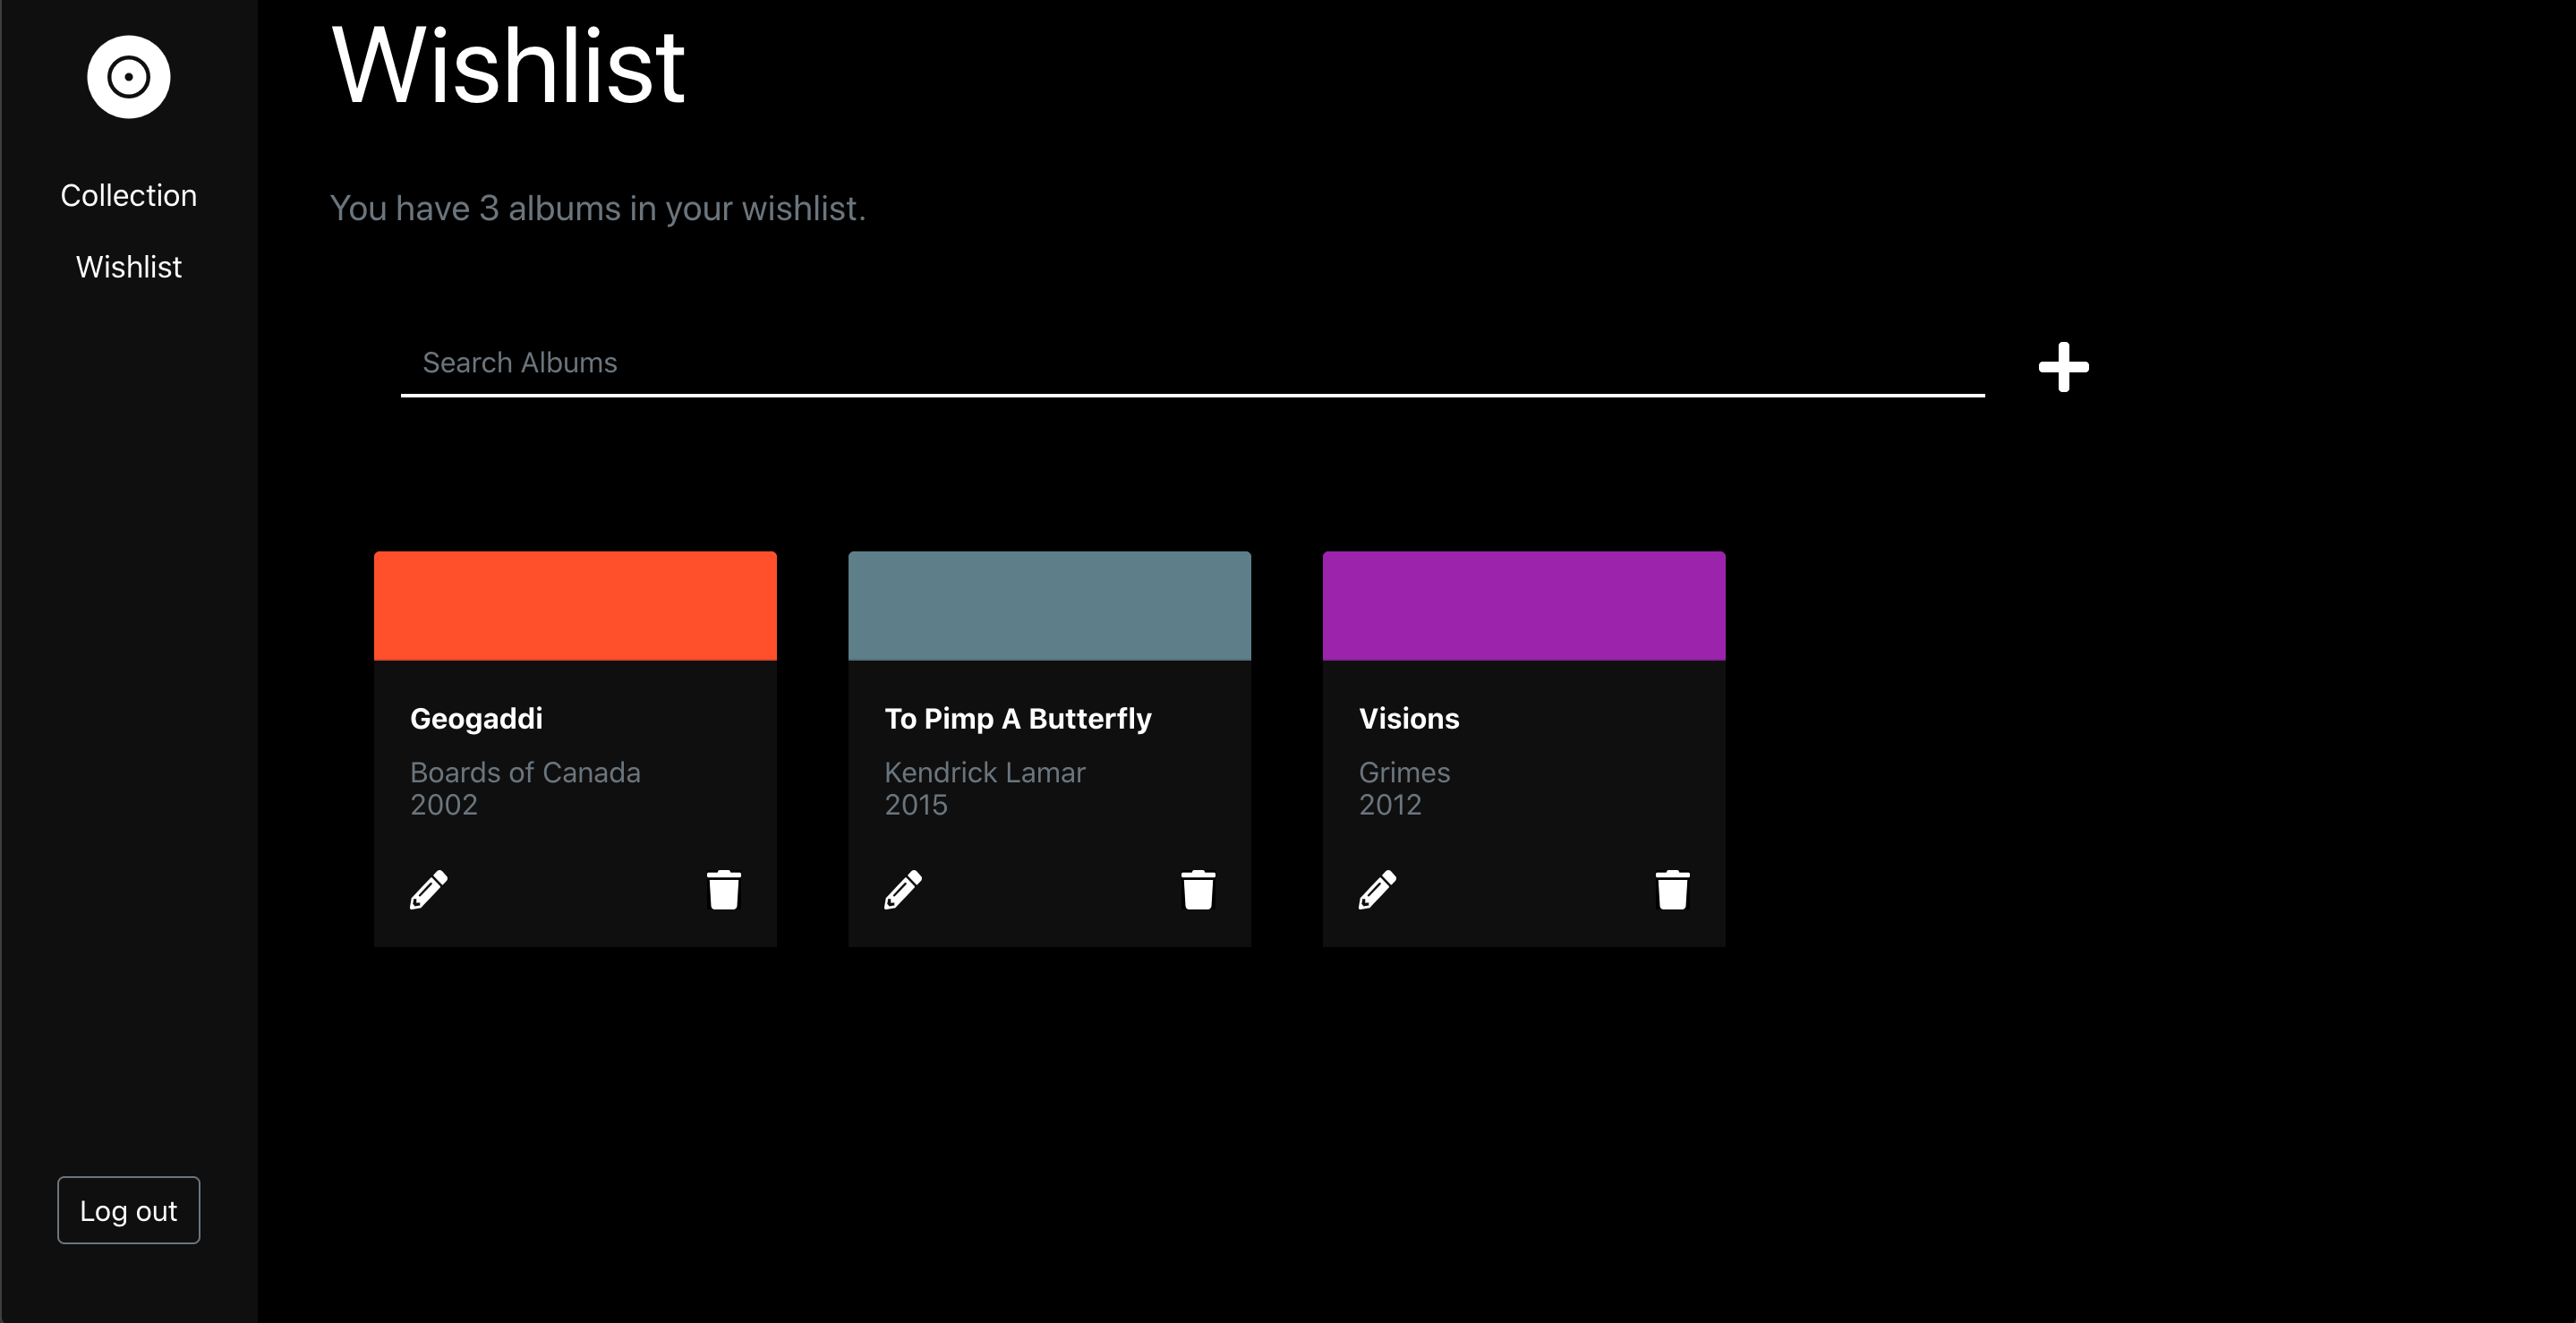 Collection
Wishlist
Log out
Wishlist
You have 3 albums in your wishlist.
Search Albums
Geogaddi
Boards of Canada
2002
To Pimp A Butterfly
Kendrick Lamar
2015
Visions
Grimes
2012